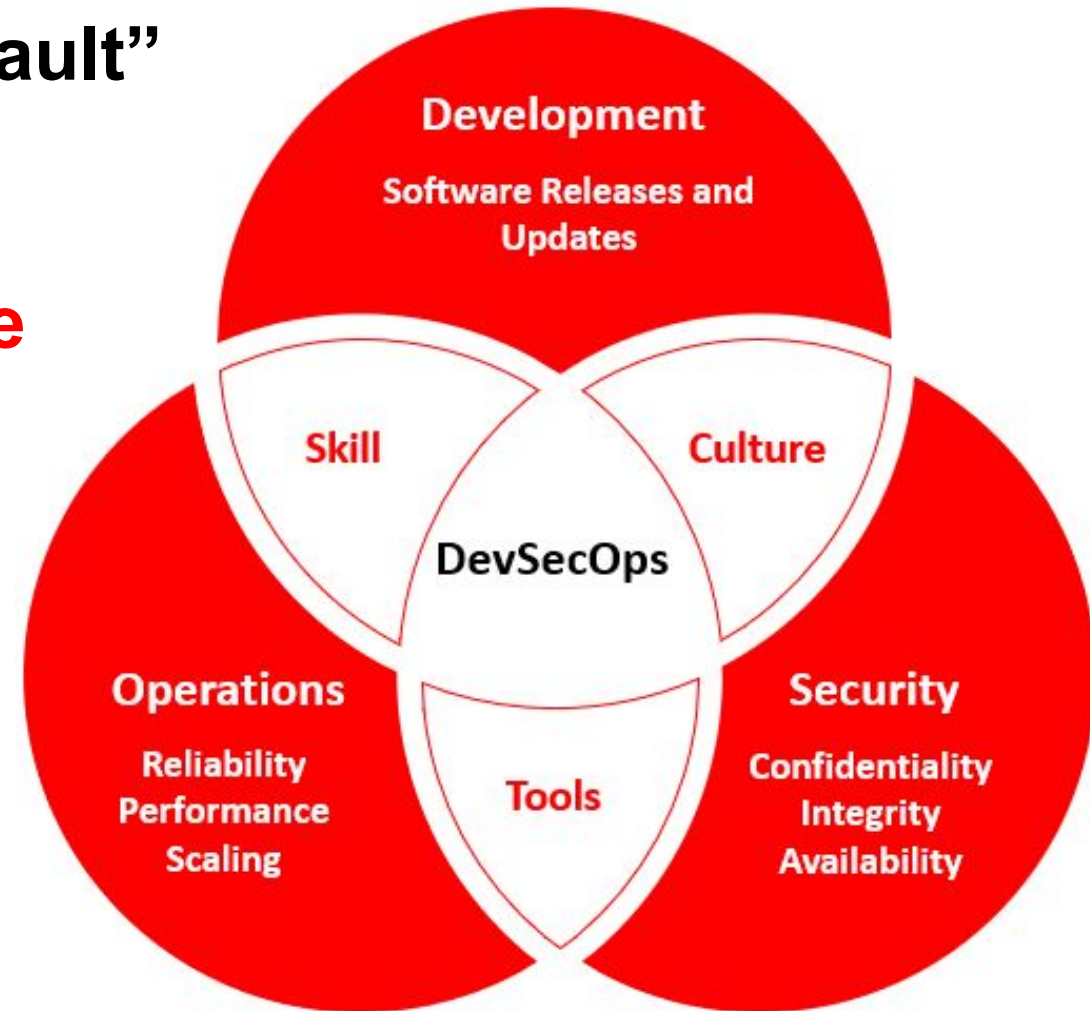 ault”
Development
Software Releases and
Updates
e
Skill
Culture
DevSecOps
Operations
Reliability
Performance
Scaling
Security
Confidentiality
Integrity
Availability
Tools